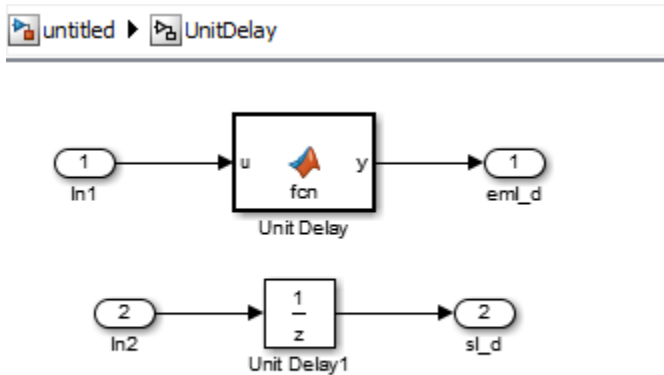 untitled UnitDelay
1 u fcn y 1
In1 Unit Delay eml_d
2 1 z 2
In2 Unit Delay1 sl_d